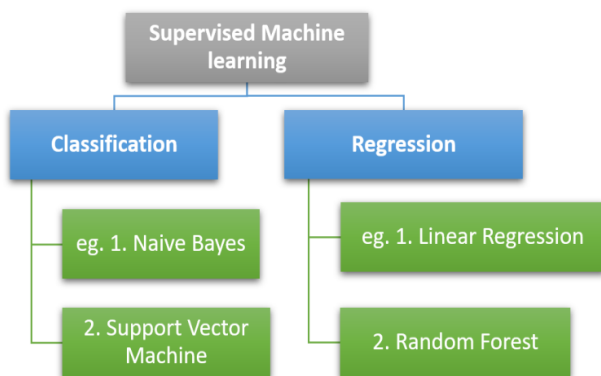 Supervised Machine
learning
Classification
Regression
eg. 1. Naive Bayes
eg. 1. Linear Regression
2. Support Vector
Machine
2. Random Forest